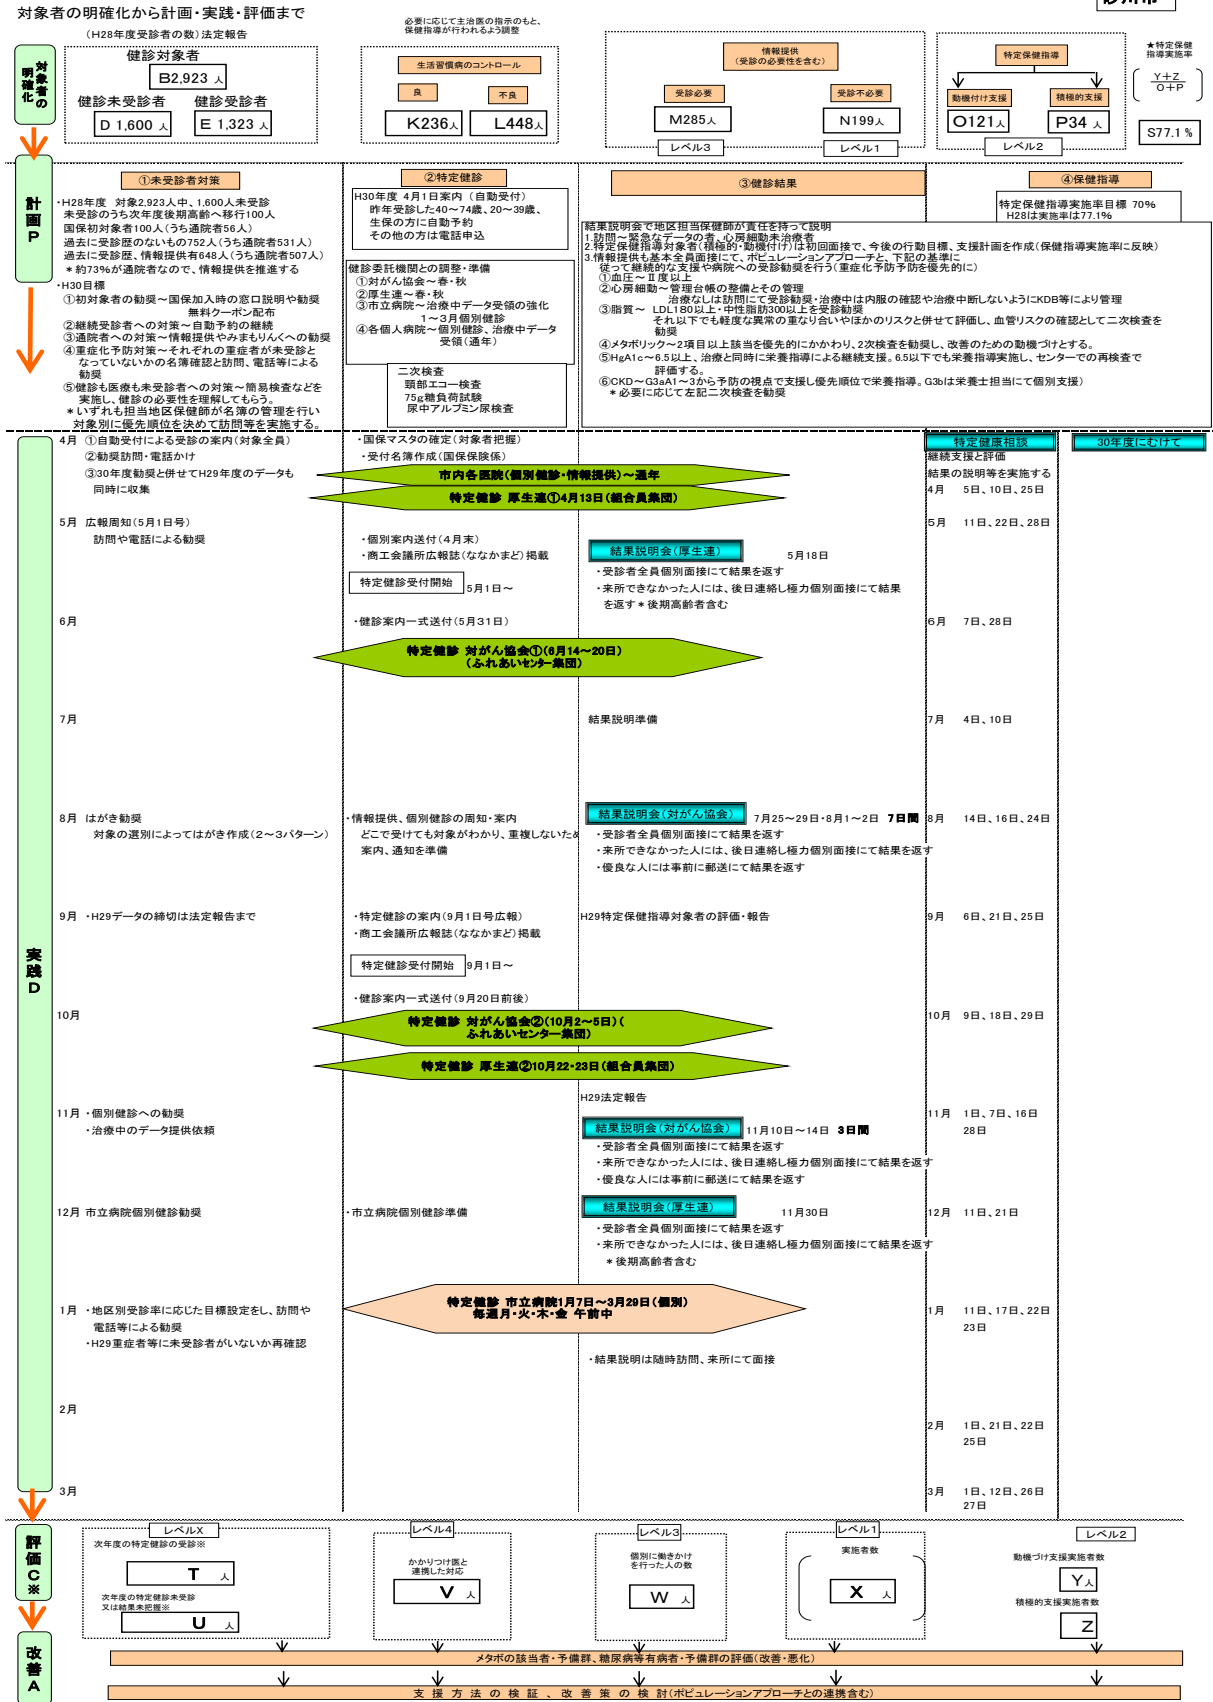 対象者の明確化から計画・実践・評価まで
砂川市
(H28年度受診者の数)法定報告
健診対象者
B2,923 人
健診未受診者 健診受診者
D 1,600 人
E 1,323 人
必要に応じて主治医の指示のもと、
保健指導が行われるよう調整
生活習慣病のコントロール
良
不良
K236人
L448人
情報提供
(受診の必要性を含む)
受診必要
受診不必要
M285人
N199人
レベル3
レベル1
特定保健指導
動機付け支援
積極的支援
O121人
P34 人
レベル2
★特定保健
指導実施率
Y+Z
O+P
S77.1 %
対象者の
明確化
計画P
①未受診者対策
・H28年度 対象2,923人中、1,600人未受診
未受診のうち次年度後期高齢へ移行100人
国保初対象者100人(うち通院者56人)
過去に受診歴のないもの752人(うち通院者531人)
過去に受診歴、情報提供有648人(うち通院者507人)
*約73%が通院者なので、情報提供を推進する
・H30目標
①初対象者の勧奨~国保加入時の窓口説明や勧奨
無料クーポン配布
②継続受診者への対策~自動予約の継続
③通院者への対策~情報提供やみまもりんくへの勧奨
④重症化予防対策~それぞれの重症者が未受診と
なっていないかの名簿確認と訪問、電話等による
勧奨
⑤健診も医療も未受診者への対策~簡易検査などを
実施し、健診の必要性を理解してもらう。
*いずれも担当地区保健師が名簿の管理を行い
対象別に優先順位を決めて訪問等を実施する。
②特定健診
H30年度 4月1日案内 (自動受付)
昨年受診した40~74歳、20~39歳、
生保の方に自動予約
その他の方は電話申込
健診委託機関との調整・準備
①対がん協会~春・秋
②厚生連~春・秋
③市立病院~治療中データ受領の強化
1~3月個別健診
④各個人病院~個別健診、治療中データ
受領(通年)
二次検査
頸部エコー検査
75g糖負荷試験
尿中アルブミン尿検査
③健診結果
結果説明会で地区担当保健師が責任を持って説明
1.訪問~緊急なデータの者、心房細動未治療者
2.特定保健指導対象者(積極的・動機付け)は初回面接で、今後の行動目標、支援計画を作成(保健指導実施率に反映)
3.情報提供も基本全員面接にて、ポピュレーションアプローチと、下記の基準に
従って継続的な支援や病院への受診勧奨を行う(重症化予防予防を優先的に)
①血圧~Ⅱ度以上
②心房細動~管理台帳の整備とその管理
治療なしは訪問にて受診勧奨・治療中は内服の確認や治療中断しないようにKDB等により管理
③脂質~ LDL180以上・中性脂肪300以上を受診勧奨
それ以下でも軽度な異常の重なり合いやほかのリスクと併せて評価し、血管リスクの確認として二次検査を
勧奨
④メタボリック~2項目以上該当を優先的にかかわり、2次検査を勧奨し、改善のための動機づけとする。
⑤HgA1c~6.5以上、治療と同時に栄養指導による継続支援。6.5以下でも栄養指導実施し、センターでの再検査で
評価する。
⑥CKD~G3aA1~3から予防の視点で支援し優先順位で栄養指導。G3bは栄養士担当にて個別支援)
*必要に応じて左記二次検査を勧奨
④保健指導
特定保健指導実施率目標 70%
H28は実施率は77.1%
実践D
4月 ①自動受付による受診の案内(対象全員)
②勧奨訪問・電話かけ
③30年度勧奨と併せてH29年度のデータも
同時に収集
・国保マスタの確定(対象者把握)
・受付名簿作成(国保保険係)
市内各医院(個別健診・情報提供)~通年
特定健診 厚生連①4月13日(組合員集団)
特定健康相談
30年度にむけて
継続支援と評価
結果の説明等を実施する
4月 5日、10日、25日
5月 広報周知(5月1日号)
訪問や電話による勧奨
・個別案内送付(4月末)
・商工会議所広報誌(ななかまど)掲載
特定健診受付開始 5月1日~
結果説明会(厚生連) 5月18日
・受診者全員個別面接にて結果を返す
・来所できなかった人には、後日連絡し極力個別面接にて結果
を返す*後期高齢者含む
5月 11日、22日、28日
6月
・健診案内一式送付(5月31日)
特定健診 対がん協会①(6月14~20日)
(ふれあいセンター集団)
6月 7日、28日
7月
結果説明準備
7月 4日、10日
8月 はがき勧奨
対象の選別によってはがき作成(2~3パターン)
・情報提供、個別健診の周知・案内
どこで受けても対象がわかり、重複しないため
案内、通知を準備
結果説明会(対がん協会) 7月25~29日・8月1~2日 7日間
・受診者全員個別面接にて結果を返す
・来所できなかった人には、後日連絡し極力個別面接にて結果を返す
・優良な人には事前に郵送にて結果を返す
8月 14日、16日、24日
9月 ・H29データの締切は法定報告まで
・特定健診の案内(9月1日号広報)
・商工会議所広報誌(ななかまど)掲載
特定健診受付開始 9月1日~
・健診案内一式送付(9月20日前後)
H29特定保健指導対象者の評価・報告
9月 6日、21日、25日
10月
特定健診 対がん協会②(10月2~5日)(
ふれあいセンター集団)
特定健診 厚生連②10月22・23日(組合員集団)
10月 9日、18日、29日
H29法定報告
11月 ・個別健診への勧奨
・治療中のデータ提供依頼
結果説明会(対がん協会) 11月10日~14日 3日間
・受診者全員個別面接にて結果を返す
・来所できなかった人には、後日連絡し極力個別面接にて結果を返す
・優良な人には事前に郵送にて結果を返す
11月 1日、7日、16日
28日
12月 市立病院個別健診勧奨
・市立病院個別健診準備
結果説明会(厚生連) 11月30日
・受診者全員個別面接にて結果を返す
・来所できなかった人には、後日連絡し極力個別面接にて結果を返す
*後期高齢者含む
12月 11日、21日
1月 ・地区別受診率に応じた目標設定をし、訪問や
電話等による勧奨
・H29重症者等に未受診者がいないか再確認
特定健診 市立病院1月7日~3月29日(個別)
毎週月・火・木・金 午前中
・結果説明は随時訪問、来所にて面接
1月 11日、17日、22日
23日
2月
2月 1日、21日、22日
25日
3月
3月 1日、12日、26日
27日
評価C※
レベルX
次年度の特定健診の受診※
T 人
次年度の特定健診未受診
又は結果未把握※
U 人
レベル4
かかりつけ医と
連携した対応
V 人
レベル3
個別に働きかけ
を行った人の数
W 人
レベル1
実施者数
X 人
レベル2
動機づけ支援実施者数
Y人
積極的支援実施者数
Z
改善A
メタボの該当者・予備群、糖尿病等有病者・予備群の評価(改善・悪化)
支援方法の検証、改善策の検討(ポピュレーションアプローチとの連携含む)